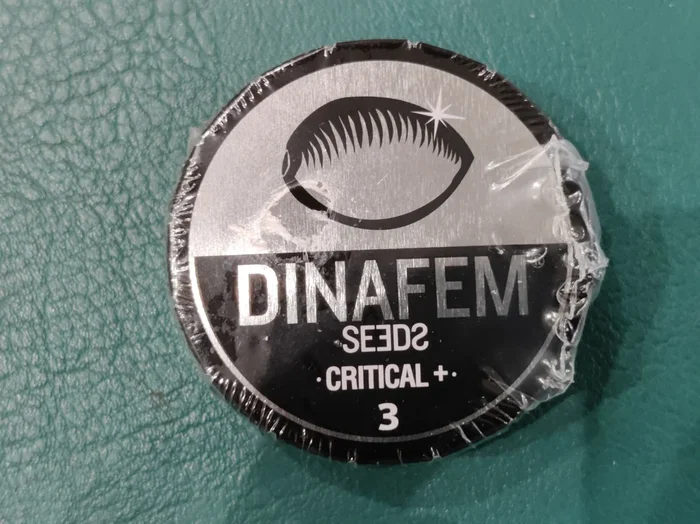 DINAFEM
SEEDS
·CRITICAL +·
3